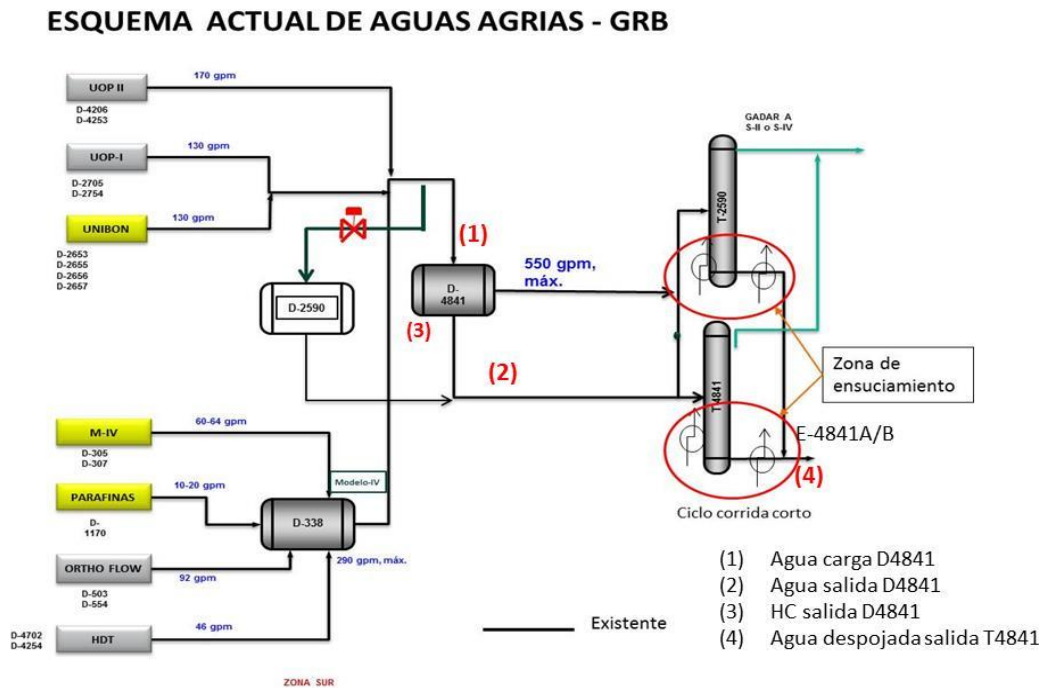 ESQUEMA ACTUAL DE AGUAS AGRIAS - GRB
170 gpm
UOP II
D-4206
D-4253
130 gpm
UOP-I
D-2705
D-2754
130 gpm
UNIBON
D-2653
D-2655
D-2656
D-2657
D-2590
(1)
D-
4841
(3)
550 gpm,
máx.
(2)
GADAR A
S-II o S-IV
T-2590
T-4841
Zona de
ensuciamiento
E-4841A/B
(4)
Ciclo corrida corto
60-64 gpm
M-IV
D-305
D-307
Modelo-IV
10-20 gpm
PARAFINAS
D-
1170
D-338
290 gpm, máx.
ORTHO FLOW
92 gpm
D-503
D-554
46 gpm
D-4702
D-4254
HDT
ZONA SUR
Existente
(1) Agua carga D4841
(2) Agua salida D4841
(3) HC salida D4841
(4) Agua despojada salida T4841